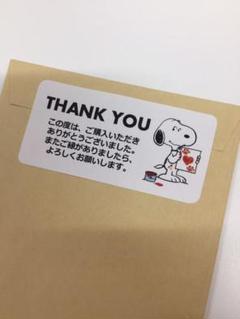 THANK YOU
この度は、ご購入いただき
ありがとうございました。
またご縁がありましたら、
よろしくお願いします。